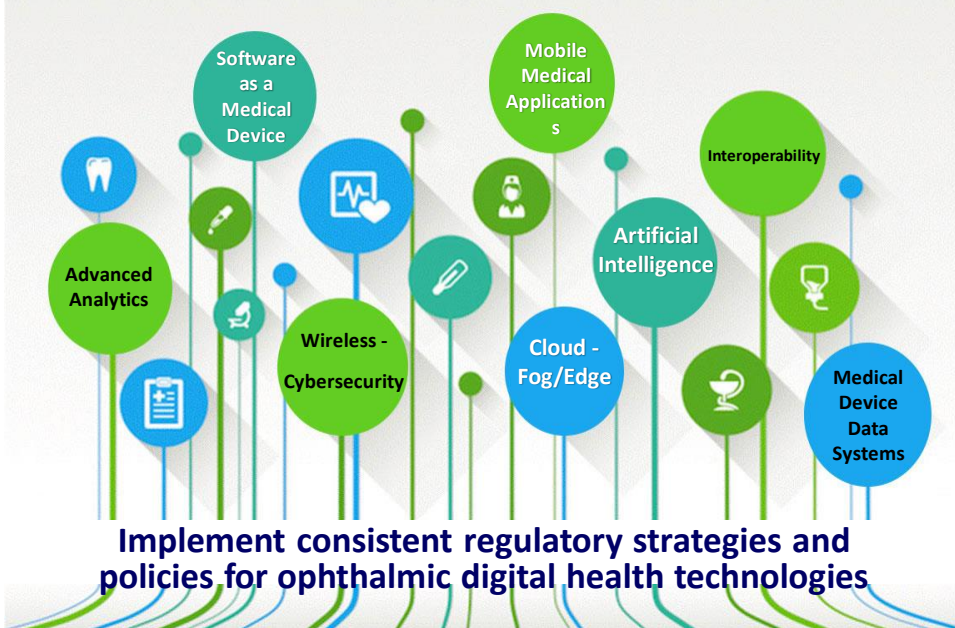 Software
as a
Medical
Device
Mobile
Medical
Application
s
Interoperability
Advanced
Analytics
Artificial
Intelligence
Wireless -
Cybersecurity
Cloud -
Fog/Edge
Medical
Device
Data
Systems
Implement consistent regulatory strategies and
policies for ophthalmic digital health technologies